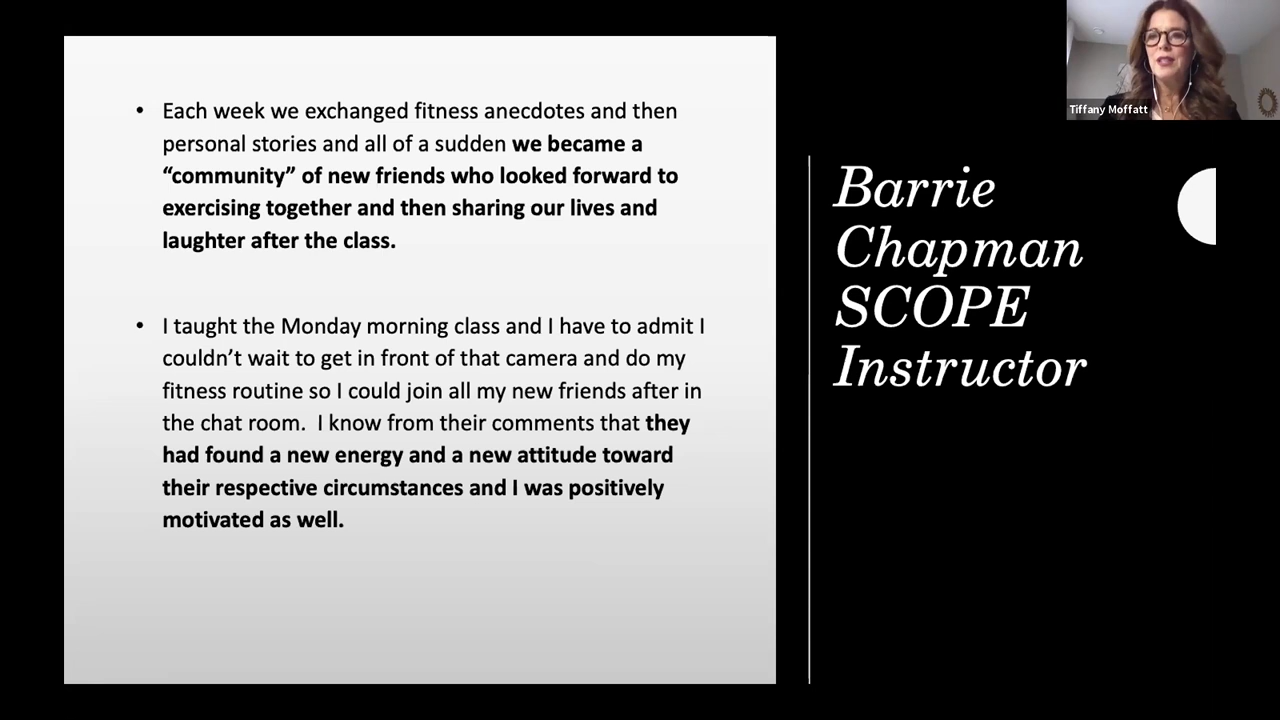 • Each week we exchanged fitness anecdotes and then
personal stories and all of a sudden we became a
“community” of new friends who looked forward to
exercising together and then sharing our lives and
laughter after the class.
• I taught the Monday morning class and I have to admit I
couldn’t wait to get in front of that camera and do my
fitness routine so I could join all my new friends after in
the chat room.  I know from their comments that they
had found a new energy and a new attitude toward
their respective circumstances and I was positively
motivated as well.
Barrie
Chapman
SCOPE
Instructor
Tiffany Moffatt